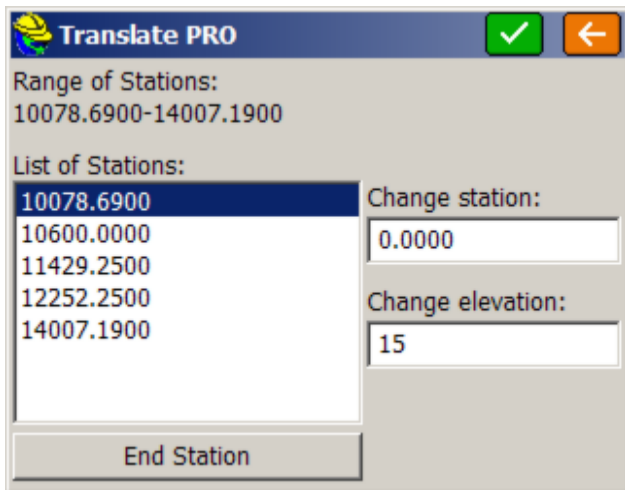 Translate PRO
Range of Stations:
10078.6900-14007.1900
List of Stations:
10078.6900
10600.0000
11429.2500
12252.2500
14007.1900
Change station:
0.0000
Change elevation:
15
End Station